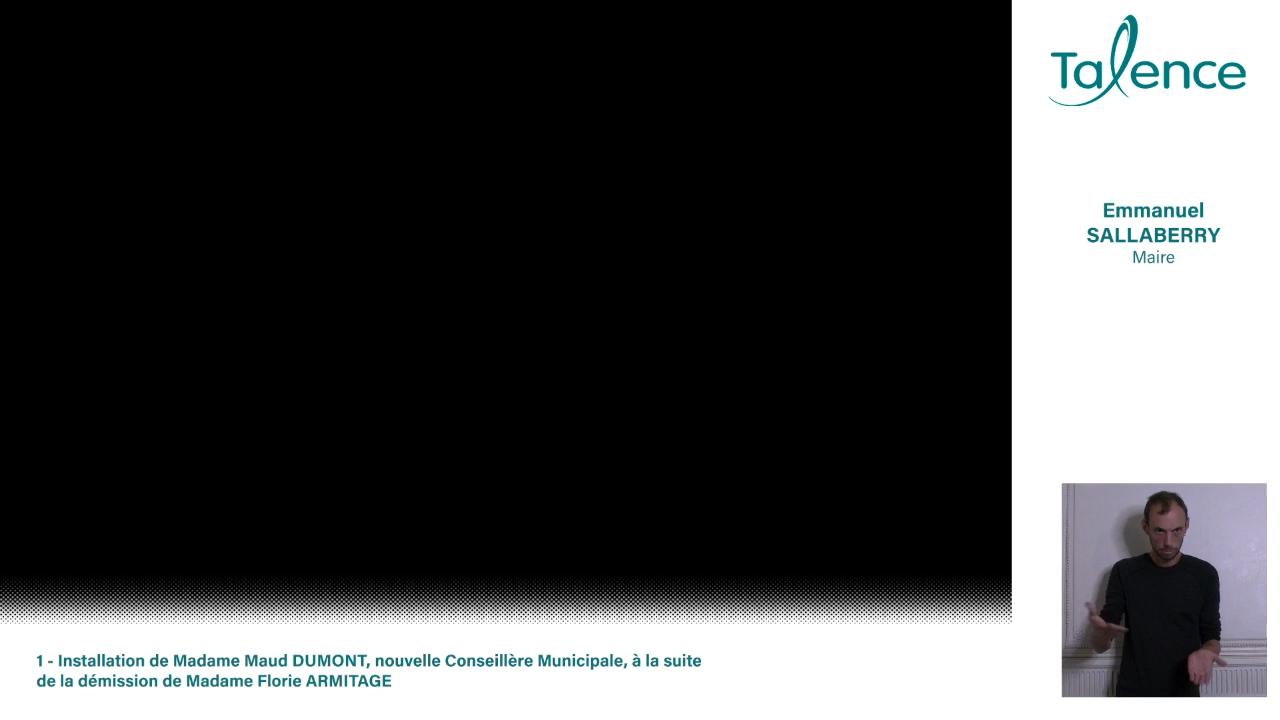 Talence
Emmanuel
SALLABERRY
Maire
1 - Installation de Madame Maud DUMONT, nouvelle Conseillère Municipale, à la suite
de la démission de Madame Florie ARMITAGE